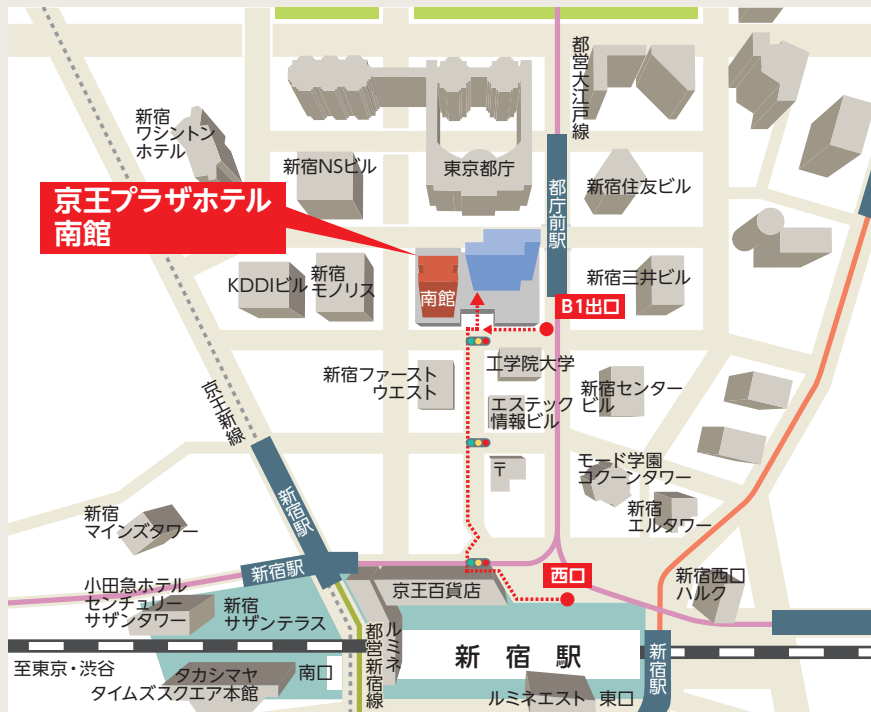 都営大江戸線
新宿
ワシントン
ホテル
新宿NSビル
東京都庁
新宿住友ビル
都庁前駅
京王プラザホテル
南館
KDDIビル
新宿
モノリス
南館
新宿三井ビル
B1出口
新宿ファースト
ウエスト
工学院大学
エステック
情報ビル
新宿センター
ビル
京王新線
〒
モード学園
コクーンタワー
新宿
エルタワー
新宿駅
新宿
マインズタワー
新宿駅
京王百貨店
西口
新宿西口
ハルク
小田急ホテル
センチュリー
サザンタワー
新宿
サザンテラス
ルミネ
都営新宿線
新宿駅
新宿駅
至東京・渋谷
タカシマヤ
タイムズスクエア本館
南口
ルミネエスト
東口